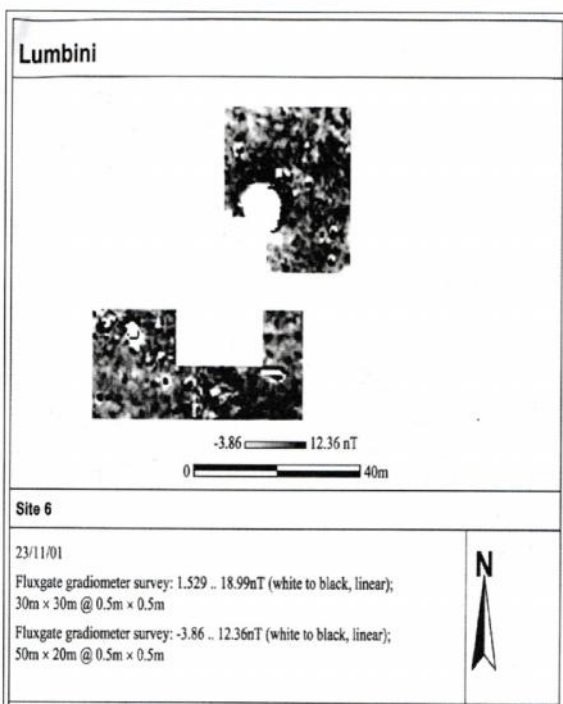 Lumbini
-3.86 12.36 nT
0 40m
Site 6
23/11/01
Fluxgate gradiometer survey: 1.529 .. 18.99nT (white to black, linear);
30m × 30m @ 0.5m × 0.5m
Fluxgate gradiometer survey: -3.86 .. 12.36nT (white to black, linear);
50m × 20m @ 0.5m × 0.5m
N